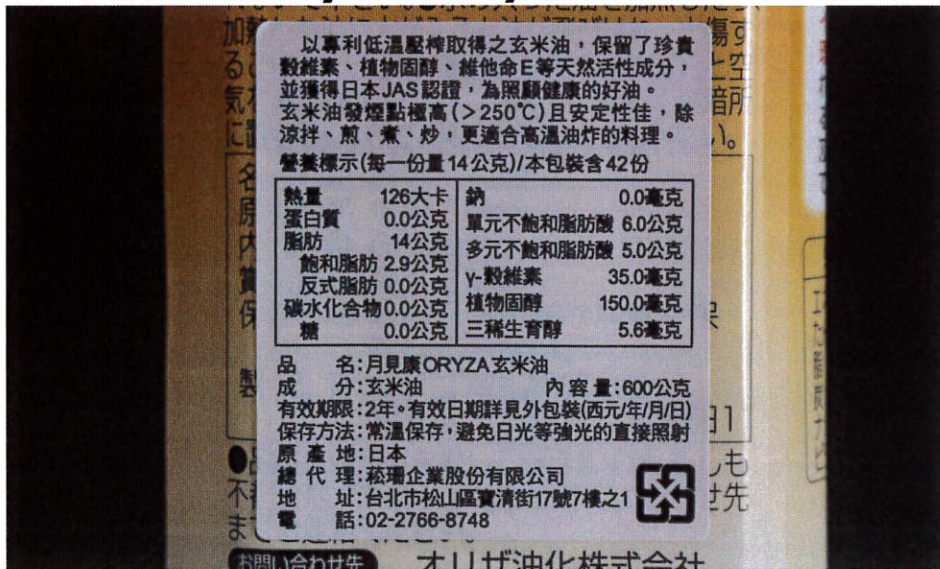 以專利低溫壓榨取得之玄米油，保留了珍貴
穀維素、植物固醇、維他命E等天然活性成分，
並獲得日本JAS認證，為照顧健康的好油。
玄米油發煙點極高(>250℃)且安定性佳，除
涼拌、煎、煮、炒，更適合高溫油炸的料理。
營養標示(每一份量14公克)/本包裝含42份
熱量 126大卡
蛋白質 0.0公克
脂肪 14公克
飽和脂肪 2.9公克
反式脂肪 0.0公克
碳水化合物 0.0公克
糖 0.0公克
鈉 0.0毫克
單元不飽和脂肪酸 6.0公克
多元不飽和脂肪酸 5.0公克
γ-穀維素 35.0毫克
植物固醇 150.0毫克
三稀生育醇 5.6毫克
品名:月見康ORYZA玄米油
成分:玄米油 內容量:600公克
有效期限:2年。有效日期詳見外包裝(西元/年/月/日)
保存方法:常溫保存，避免日光等強光的直接照射
原產地:日本
總代理:菘瑞企業股份有限公司
地址:台北市松山區寶清街17號7樓之1
電話:02-2766-8748
お問い合わせ先 オリザ油化株式会社